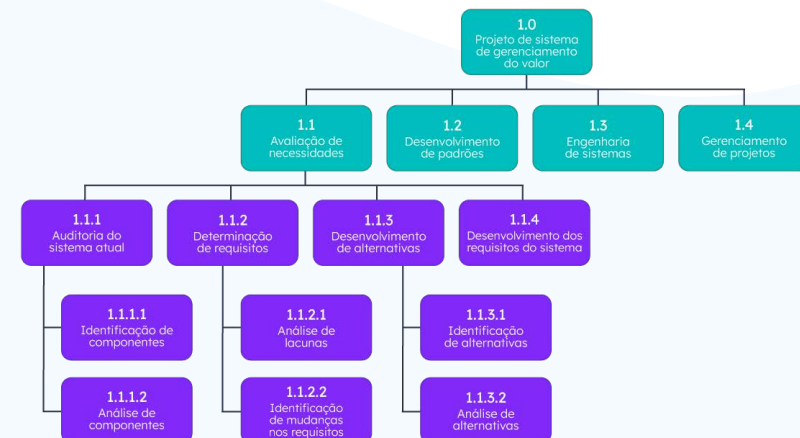 1.0
Projeto de sistema
de gerenciamento
do valor
1.1
Avaliação de
necessidades
1.2
Desenvolvimento
de padrões
1.3
Engenharia
de sistemas
1.4
Gerenciamento
de projetos
1.1.1
Auditoria do
sistema atual
1.1.2
Determinação
de requisitos
1.1.3
Desenvolvimento
de alternativas
1.1.4
Desenvolvimento dos
requisitos do sistema
1.1.1.1
Identificação de
componentes
1.1.2.1
Análise de
lacunas
1.1.3.1
Identificação
de alternativas
1.1.1.2
Análise de
componentes
1.1.2.2
Identificação
de mudanças
nos requisitos
1.1.3.2
Análise de
alternativas